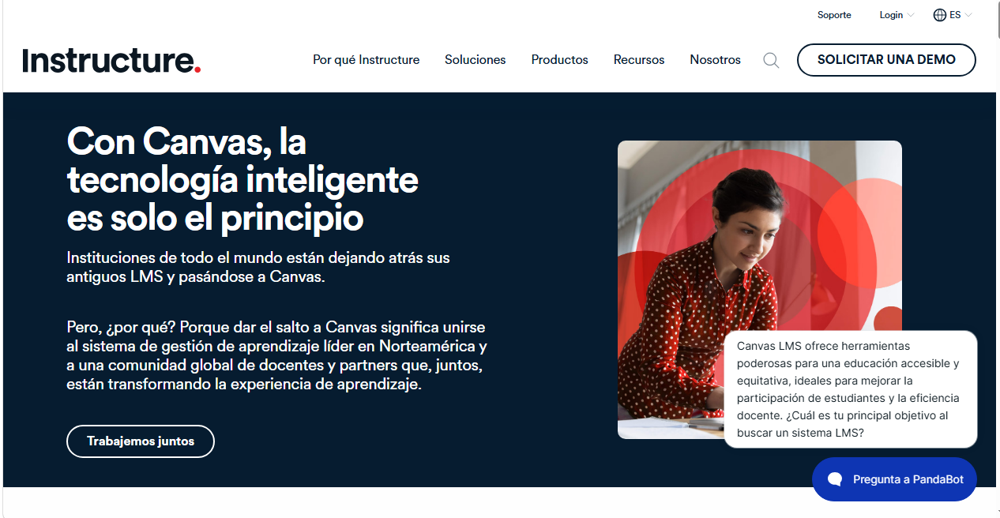 Soporte
Login
ES
Instructure.
Por qué Instructure
Soluciones
Productos
Recursos
Nosotros
SOLICITAR UNA DEMO
Con Canvas, la
tecnología inteligente
es solo el principio
Instituciones de todo el mundo están dejando atrás sus
antiguos LMS y pasándose a Canvas.
Pero, ¿por qué? Porque dar el salto a Canvas significa unirse
al sistema de gestión de aprendizaje líder en Norteamérica y
a una comunidad global de docentes y partners que, juntos,
están transformando la experiencia de aprendizaje.
Trabajemos juntos
Canvas LMS ofrece herramientas
poderosas para una educación accesible y
equitativa, ideales para mejorar la
participación de estudiantes y la eficiencia
docente. ¿Cuál es tu principal objetivo al
buscar un sistema LMS?
Pregunta a PandaBot